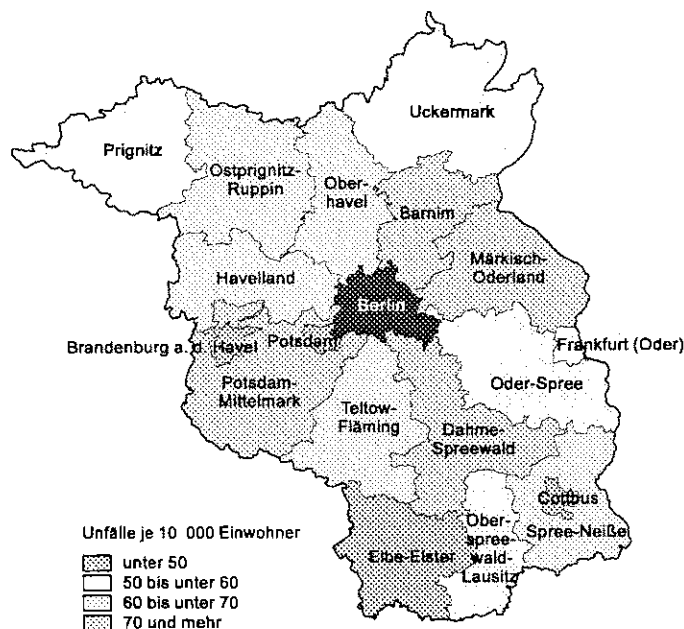 Uckermark
Prignitz
Ostprignitz-
Ruppin
Ober-
havel
Barnim
Märkisch-
Oderland
Havelland
Berlin
Brandenburg a. d. Havel
Potsdam
Frankfurt (Oder)
Potsdam-
Mittelmark
Oder-Spree
Teltow-
Fläming
Dahme-
Spreewald
Cottbus
Spree-Neiße
Ober-
spree-
wald-
Lausitz
Elbe-Elster
Unfälle je 10 000 Einwohner
unter 50
50 bis unter 60
60 bis unter 70
70 und mehr